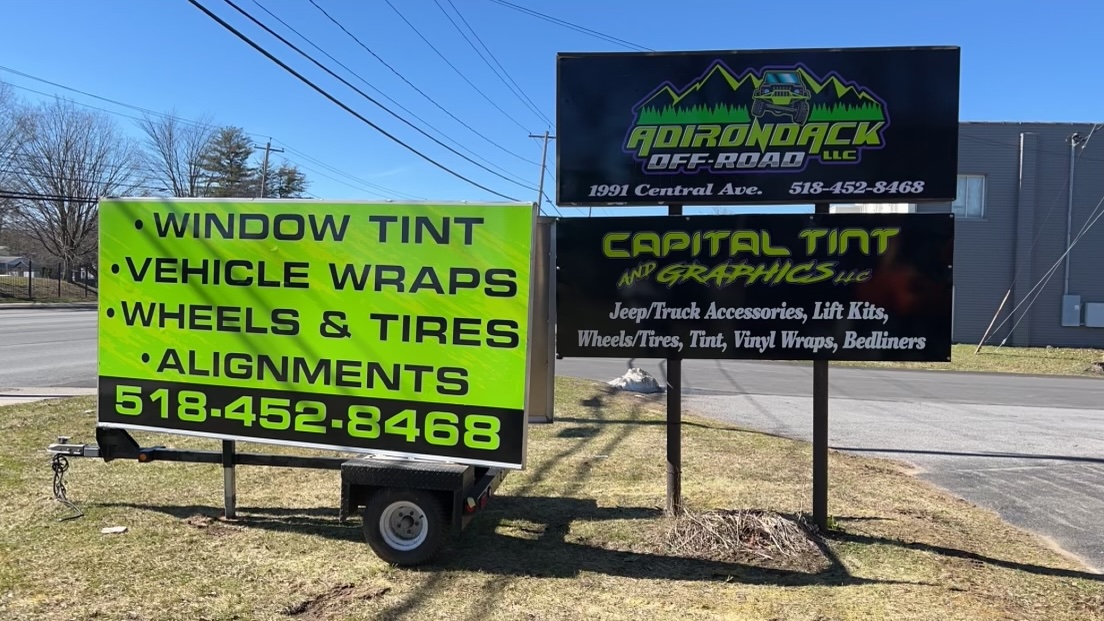 • WINDOW TINT
• VEHICLE WRAPS
• WHEELS & TIRES
• ALIGNMENTS
518-452-8468
ADIRONDACK
OFF-ROAD LLC
1991 Central Ave. 518-452-8468
CAPITAL TINT
AND GRAPHICS LLC
Jeep/Truck Accessories, Lift Kits,
Wheels/Tires, Tint, Vinyl Wraps, Bedliners